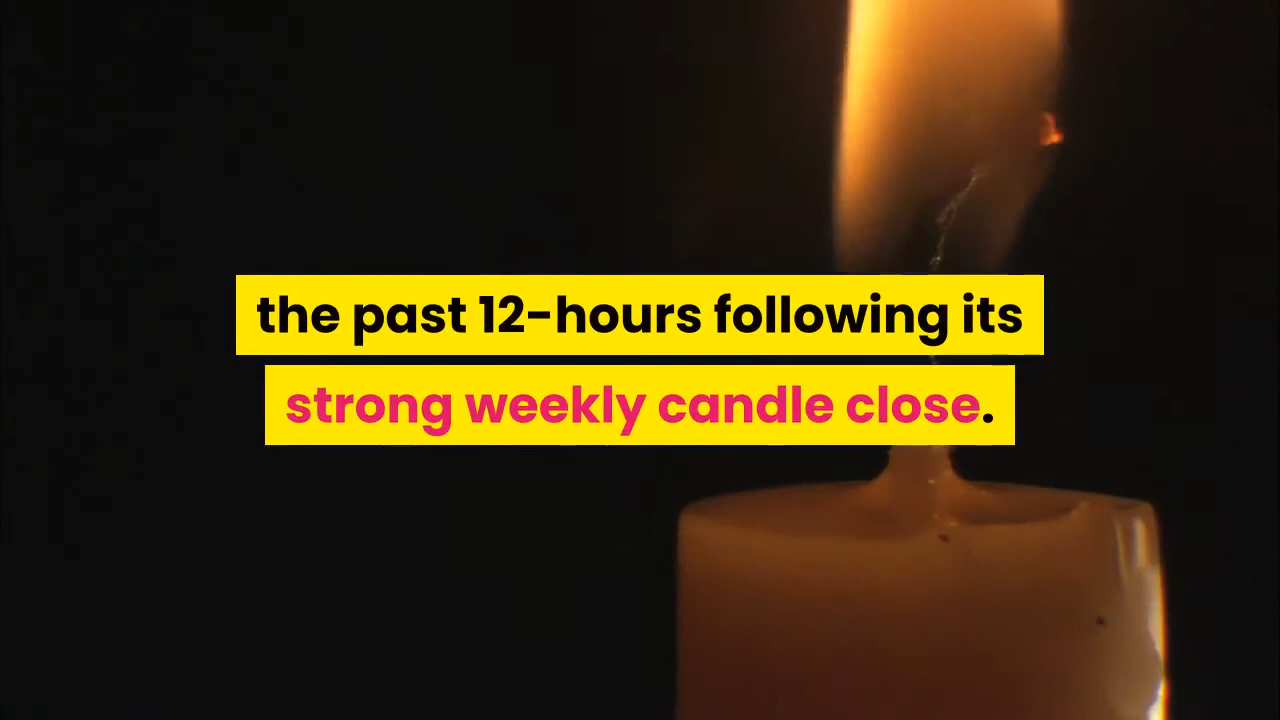 the past 12-hours following its
strong weekly candle close.